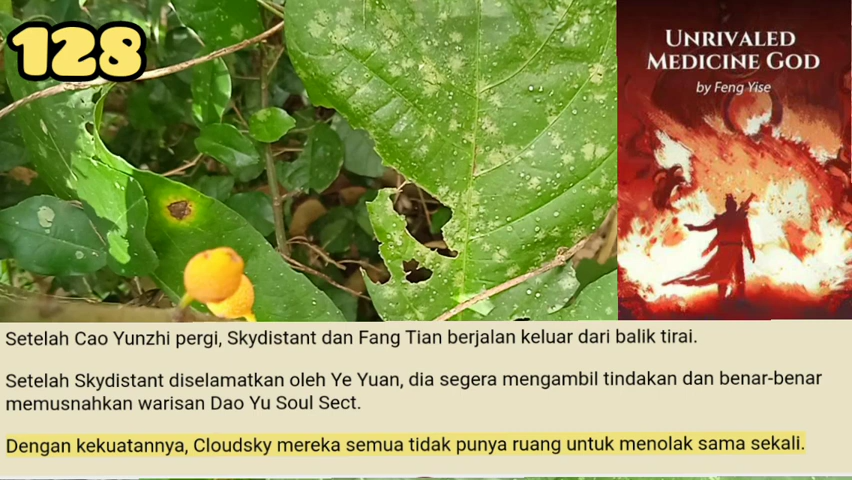 128
UNRIVALED
MEDICINE GOD
by Feng Yise
Setelah Cao Yunzhi pergi, Skydistant dan Fang Tian berjalan keluar dari balik tirai.
Setelah Skydistant diselamatkan oleh Ye Yuan, dia segera mengambil tindakan dan benar-benar
memusnahkan warisan Dao Yu Soul Sect.
Dengan kekuatannya, Cloudsky mereka semua tidak punya ruang untuk menolak sama sekali.